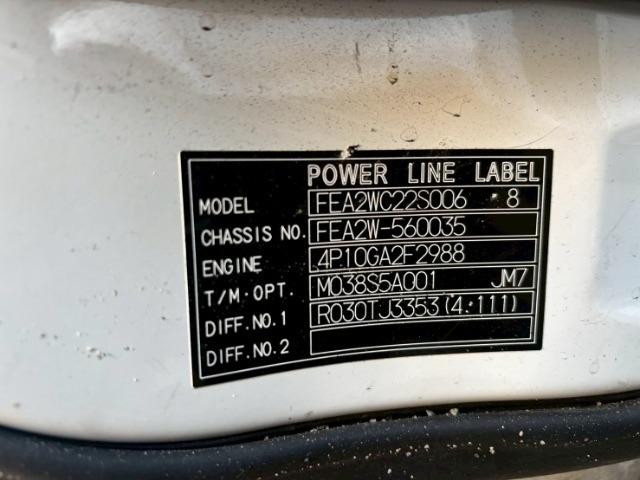 POWER LINE LABEL
MODEL FEA2WC22S006 8
CHASSIS NO. FEA2W-560035
ENGINE 4P10GA2F2988
T/M·OPT. M038S5A001 JM7
DIFF.NO.1 R030TJ3353(4.111)
DIFF.NO.2